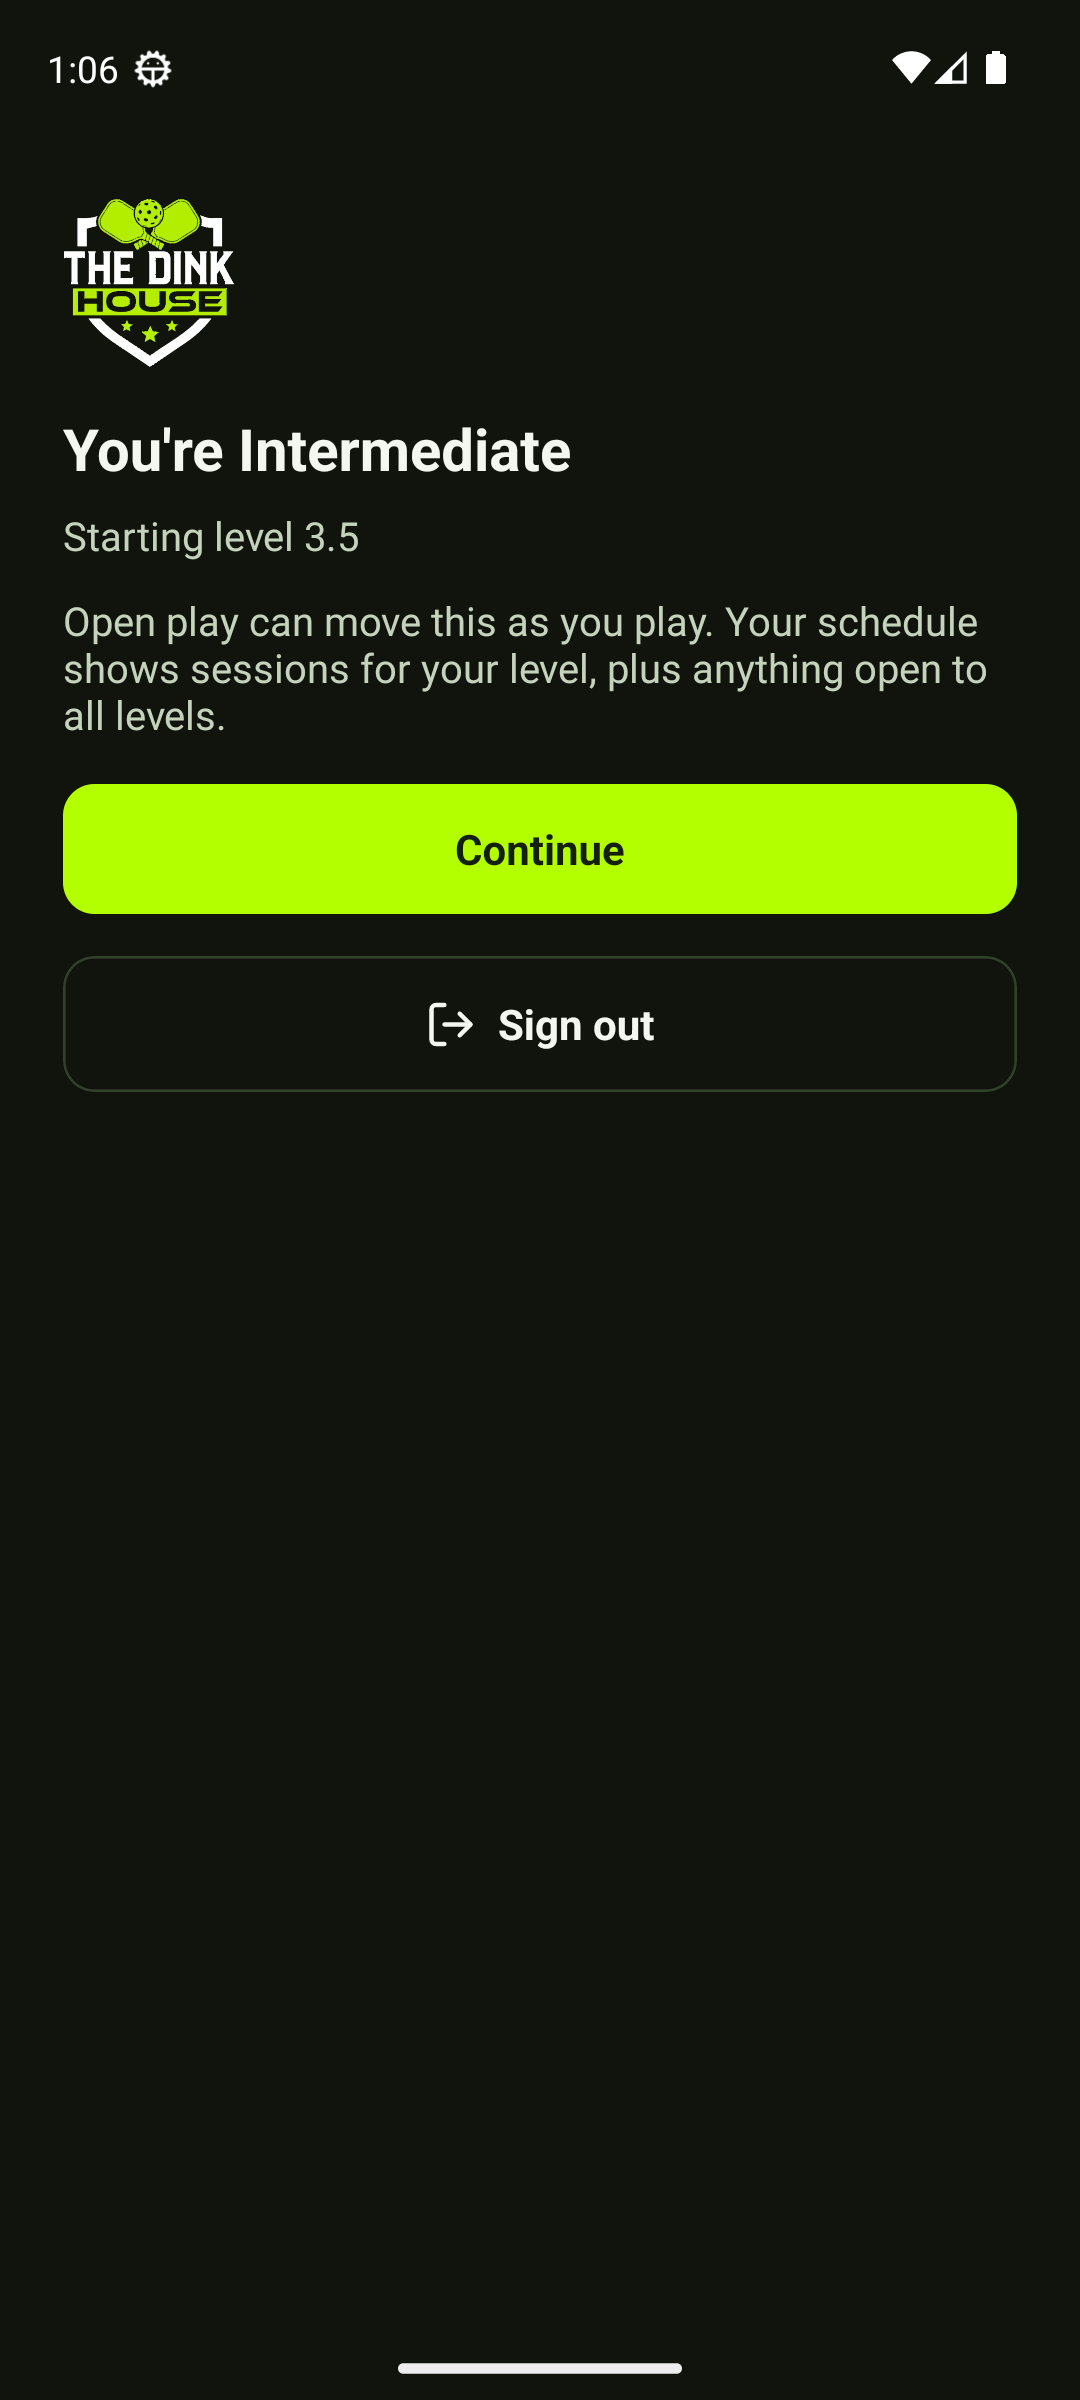 1:06
THE DINK
HOUSE
You're Intermediate
Starting level 3.5
Open play can move this as you play. Your schedule
shows sessions for your level, plus anything open to
all levels.
Continue
Sign out